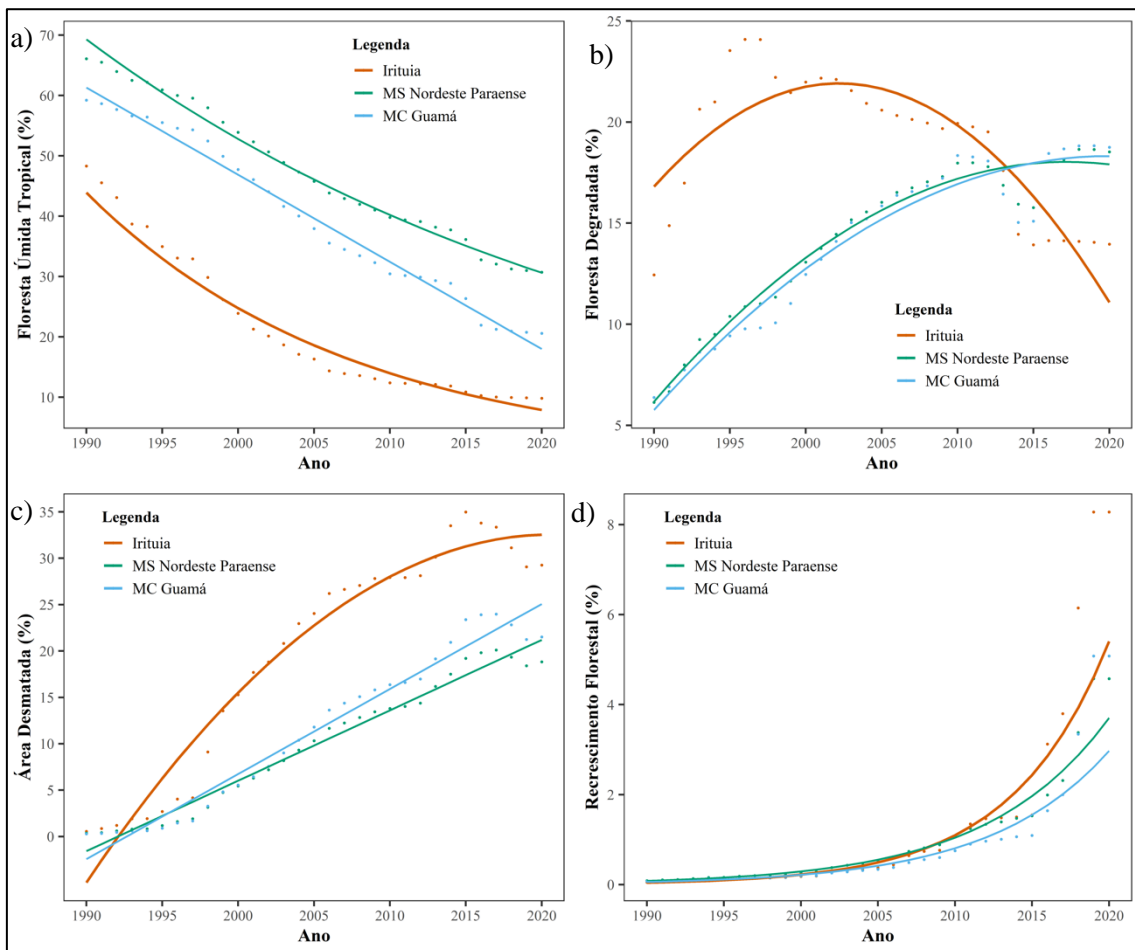 a)
Floresta Úmida Tropical (%)
70
60
50
40
30
20
10
Legenda
Irituia
MS Nordeste Paraense
MC Guamá
1990 1995 2000 2005 2010 2015 2020
Ano
b)
Floresta Degradada (%)
25
20
15
10
5
Legenda
Irituia
MS Nordeste Paraense
MC Guamá
1990 1995 2000 2005 2010 2015 2020
Ano
c)
Área Desmatada (%)
35
30
25
20
15
10
5
0
Legenda
Irituia
MS Nordeste Paraense
MC Guamá
1990 1995 2000 2005 2010 2015 2020
Ano
d)
Recrescimento Florestal (%)
8
6
4
2
0
Legenda
Irituia
MS Nordeste Paraense
MC Guamá
1990 1995 2000 2005 2010 2015 2020
Ano